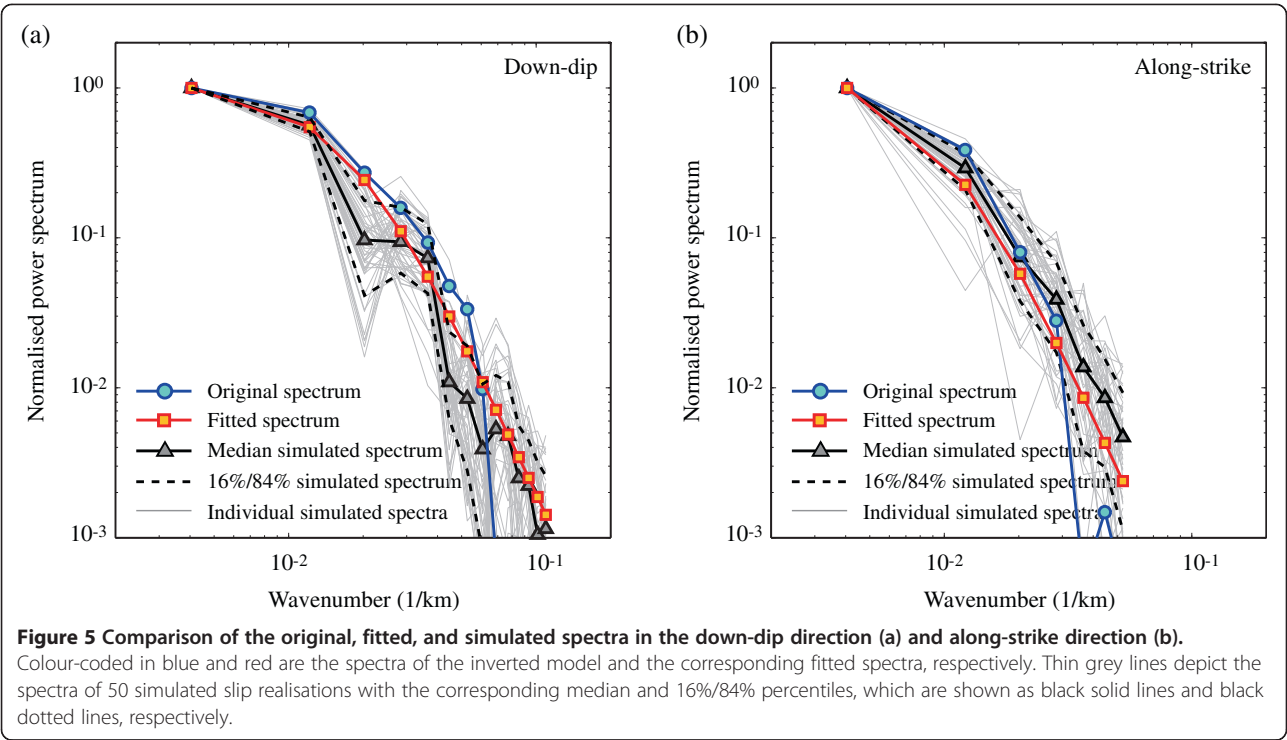 (a)
Down-dip
10⁰
10⁻¹
10⁻²
10⁻³
Normalised power spectrum
Original spectrum
Fitted spectrum
Median simulated spectrum
16%/84% simulated spectrum
Individual simulated spectra
10⁻²
10⁻¹
Wavenumber (1/km)
(b)
Along-strike
10⁰
10⁻¹
10⁻²
10⁻³
Normalised power spectrum
Original spectrum
Fitted spectrum
Median simulated spectrum
16%/84% simulated spectrum
Individual simulated spectra
10⁻²
10⁻¹
Wavenumber (1/km)
Figure 5 Comparison of the original, fitted, and simulated spectra in the down-dip direction (a) and along-strike direction (b).
Colour-coded in blue and red are the spectra of the inverted model and the corresponding fitted spectra, respectively. Thin grey lines depict the
spectra of 50 simulated slip realisations with the corresponding median and 16%/84% percentiles, which are shown as black solid lines and black
dotted lines, respectively.